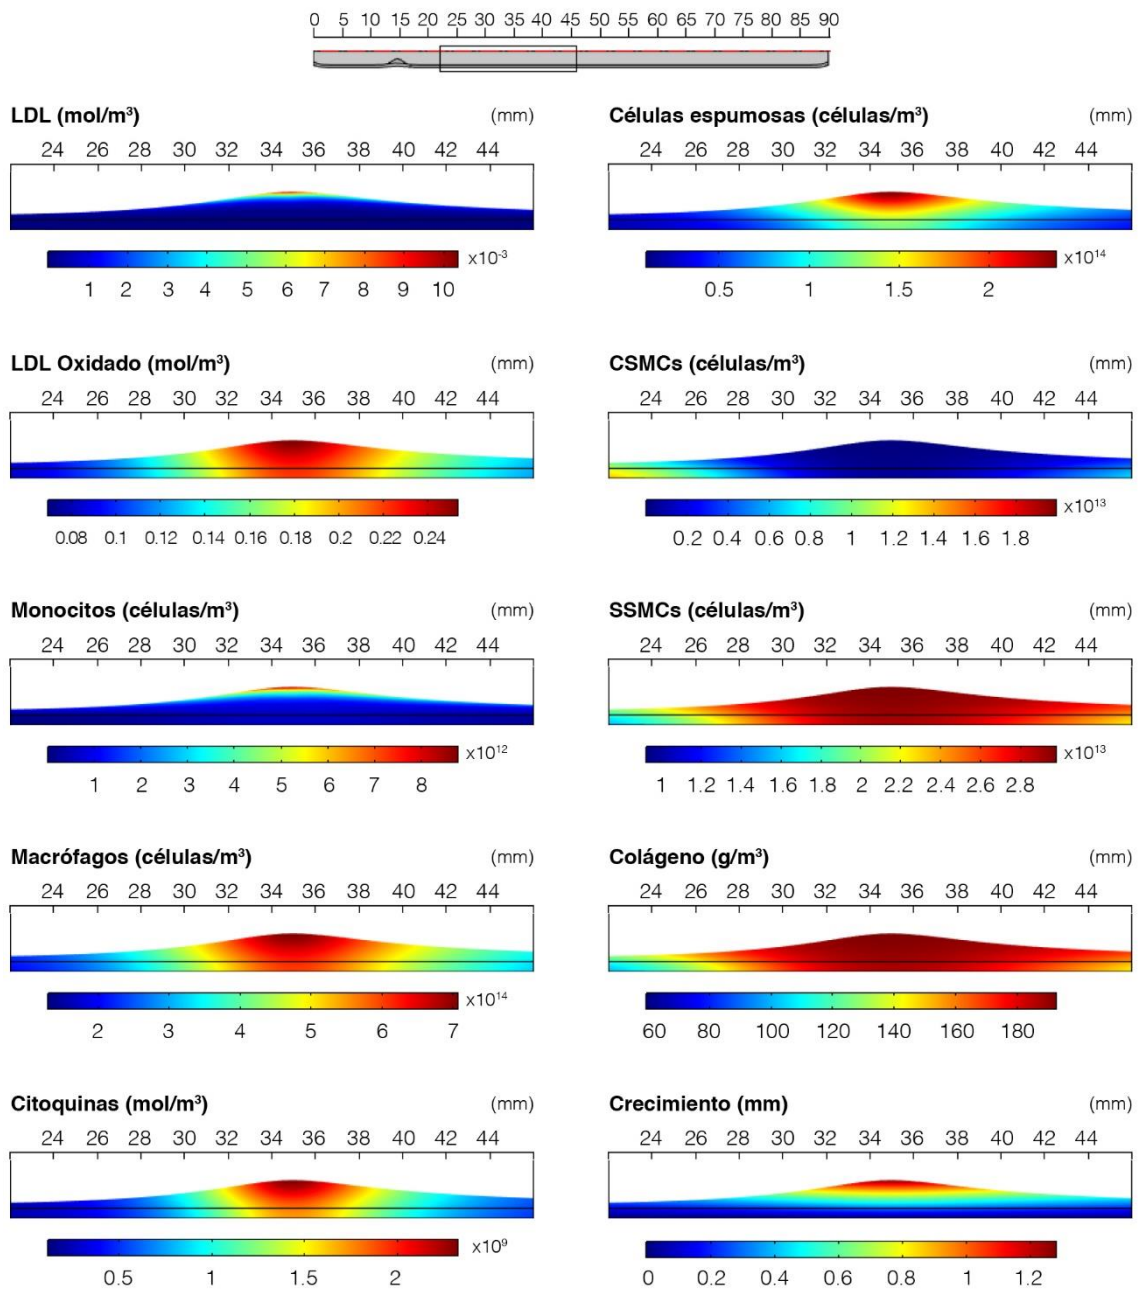 0 5 10 15 20 25 30 35 40 45 50 55 60 65 70 75 80 85 90
LDL (mol/m³) (mm)
24 26 28 30 32 34 36 38 40 42 44
x10⁻³
1 2 3 4 5 6 7 8 9 10
Células espumosas (células/m³) (mm)
24 26 28 30 32 34 36 38 40 42 44
x10¹⁴
0.5 1 1.5 2
LDL Oxidado (mol/m³) (mm)
24 26 28 30 32 34 36 38 40 42 44
0.08 0.1 0.12 0.14 0.16 0.18 0.2 0.22 0.24
CSMCs (células/m³) (mm)
24 26 28 30 32 34 36 38 40 42 44
x10¹³
0.2 0.4 0.6 0.8 1 1.2 1.4 1.6 1.8
Monocitos (células/m³) (mm)
24 26 28 30 32 34 36 38 40 42 44
x10¹²
1 2 3 4 5 6 7 8
SSMCs (células/m³) (mm)
24 26 28 30 32 34 36 38 40 42 44
x10¹³
1 1.2 1.4 1.6 1.8 2 2.2 2.4 2.6 2.8
Macrófagos (células/m³) (mm)
24 26 28 30 32 34 36 38 40 42 44
x10¹⁴
2 3 4 5 6 7
Colágeno (g/m³) (mm)
24 26 28 30 32 34 36 38 40 42 44
60 80 100 120 140 160 180
Citoquinas (mol/m³) (mm)
24 26 28 30 32 34 36 38 40 42 44
x10⁹
0.5 1 1.5 2
Crecimiento (mm) (mm)
24 26 28 30 32 34 36 38 40 42 44
0 0.2 0.4 0.6 0.8 1 1.2